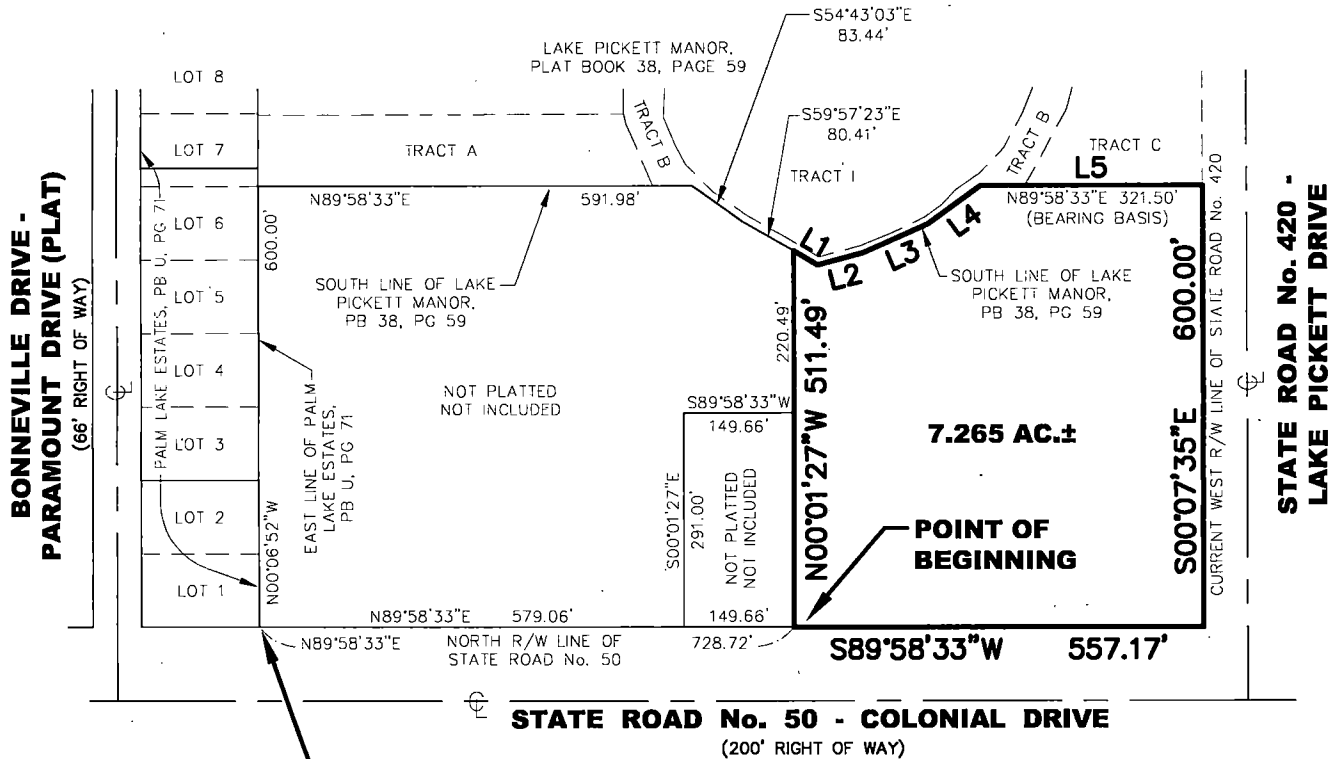 S54°43'03"E
83.44'
LAKE PICKETT MANOR,
PLAT BOOK 38, PAGE 59
S59°57'23"E
80.41'
LOT 8
LOT 7
LOT 6
LOT 5
LOT 4
LOT 3
LOT 2
LOT 1
TRACT A
TRACT B
TRACT I
TRACT B
TRACT C
L1
L2
L3
L4
L5
N89°58'33"E 591.98'
N89°58'33"E 321.50'
(BEARING BASIS)
BONNEVILLE DRIVE -
PARAMOUNT DRIVE (PLAT)
(66' RIGHT OF WAY)
PALM LAKE ESTATES, PB U, PG 71
600.00'
N00°06'52"W
EAST LINE OF PALM
LAKE ESTATES,
PB U, PG 71
SOUTH LINE OF LAKE
PICKETT MANOR,
PB 38, PG 59
SOUTH LINE OF LAKE
PICKETT MANOR,
PB 38, PG 59
NOT PLATTED
NOT INCLUDED
220.49'
S89°58'33"W
149.66'
S00°01'27"E
291.00'
NOT PLATTED
NOT INCLUDED
149.66'
N00°01'27"W 511.49'
7.265 AC.±
POINT OF
BEGINNING
S00°07'35"E 600.00'
CURRENT WEST R/W LINE OF STATE ROAD No. 420
STATE ROAD No. 420 -
LAKE PICKETT DRIVE
N89°58'33"E 579.06'
N89°58'33"E 728.72'
NORTH R/W LINE OF
STATE ROAD No. 50
S89°58'33"W 557.17'
CL
CL
CL
STATE ROAD No. 50 - COLONIAL DRIVE
(200' RIGHT OF WAY)